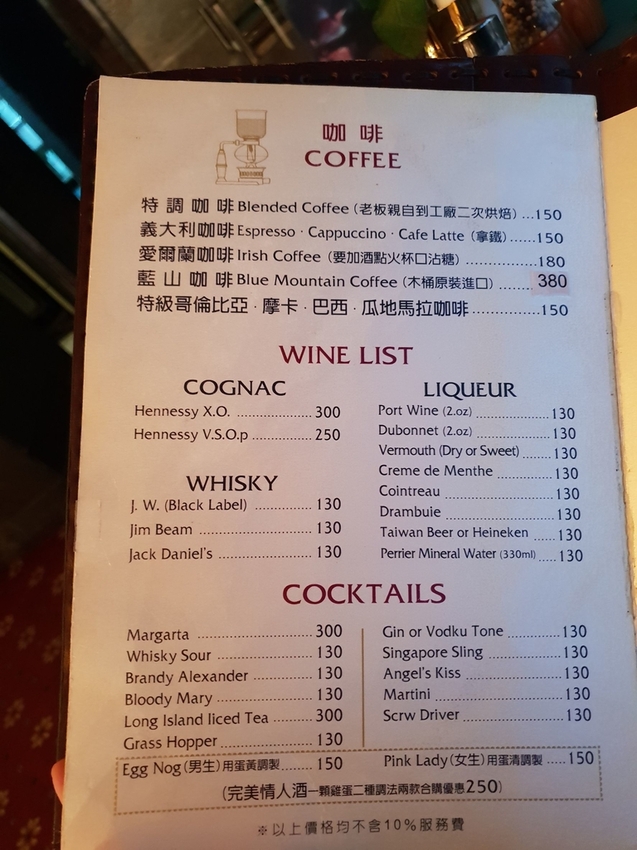 咖啡
COFFEE
特調咖啡 Blended Coffee (老板親自到工廠二次烘焙) ...150
義大利咖啡 Espresso · Cappuccino · Cafe Latte (拿鐵) ......150
愛爾蘭咖啡 Irish Coffee (要加酒點火杯口沾糖) ................180
藍山咖啡 Blue Mountain Coffee (木桶原裝進口) ........ 380
特級哥倫比亞 · 摩卡 · 巴西 · 瓜地馬拉咖啡 ................150
WINE LIST
COGNAC
Hennessy X.O. .................. 300
Hennessy V.S.O.p ............... 250
WHISKY
J. W. (Black Label) .............. 130
Jim Beam ........................ 130
Jack Daniel's .................... 130
LIQUEUR
Port Wine (2.oz) ..................130
Dubonnet (2.oz) ..................130
Vermouth (Dry or Sweet) .......130
Creme de Menthe ................130
Cointreau ..........................130
Drambuie ..........................130
Taiwan Beer or Heineken ......130
Perrier Mineral Water (330ml) .....130
COCKTAILS
Margarta ........................... 300
Whisky Sour ...................... 130
Brandy Alexander ................ 130
Bloody Mary ...................... 130
Long Island Iiced Tea ........... 300
Grass Hopper ..................... 130
Gin or Vodku Tone ...............130
Singapore Sling ...................130
Angel's Kiss .......................130
Martini .............................130
Scrw Driver ........................130
Egg Nog (男生) 用蛋黃調製 ........ 150
Pink Lady (女生) 用蛋清調製 .....150
(完美情人酒一顆雞蛋二種調法兩款合購優惠250)
※以上價格均不含10%服務費